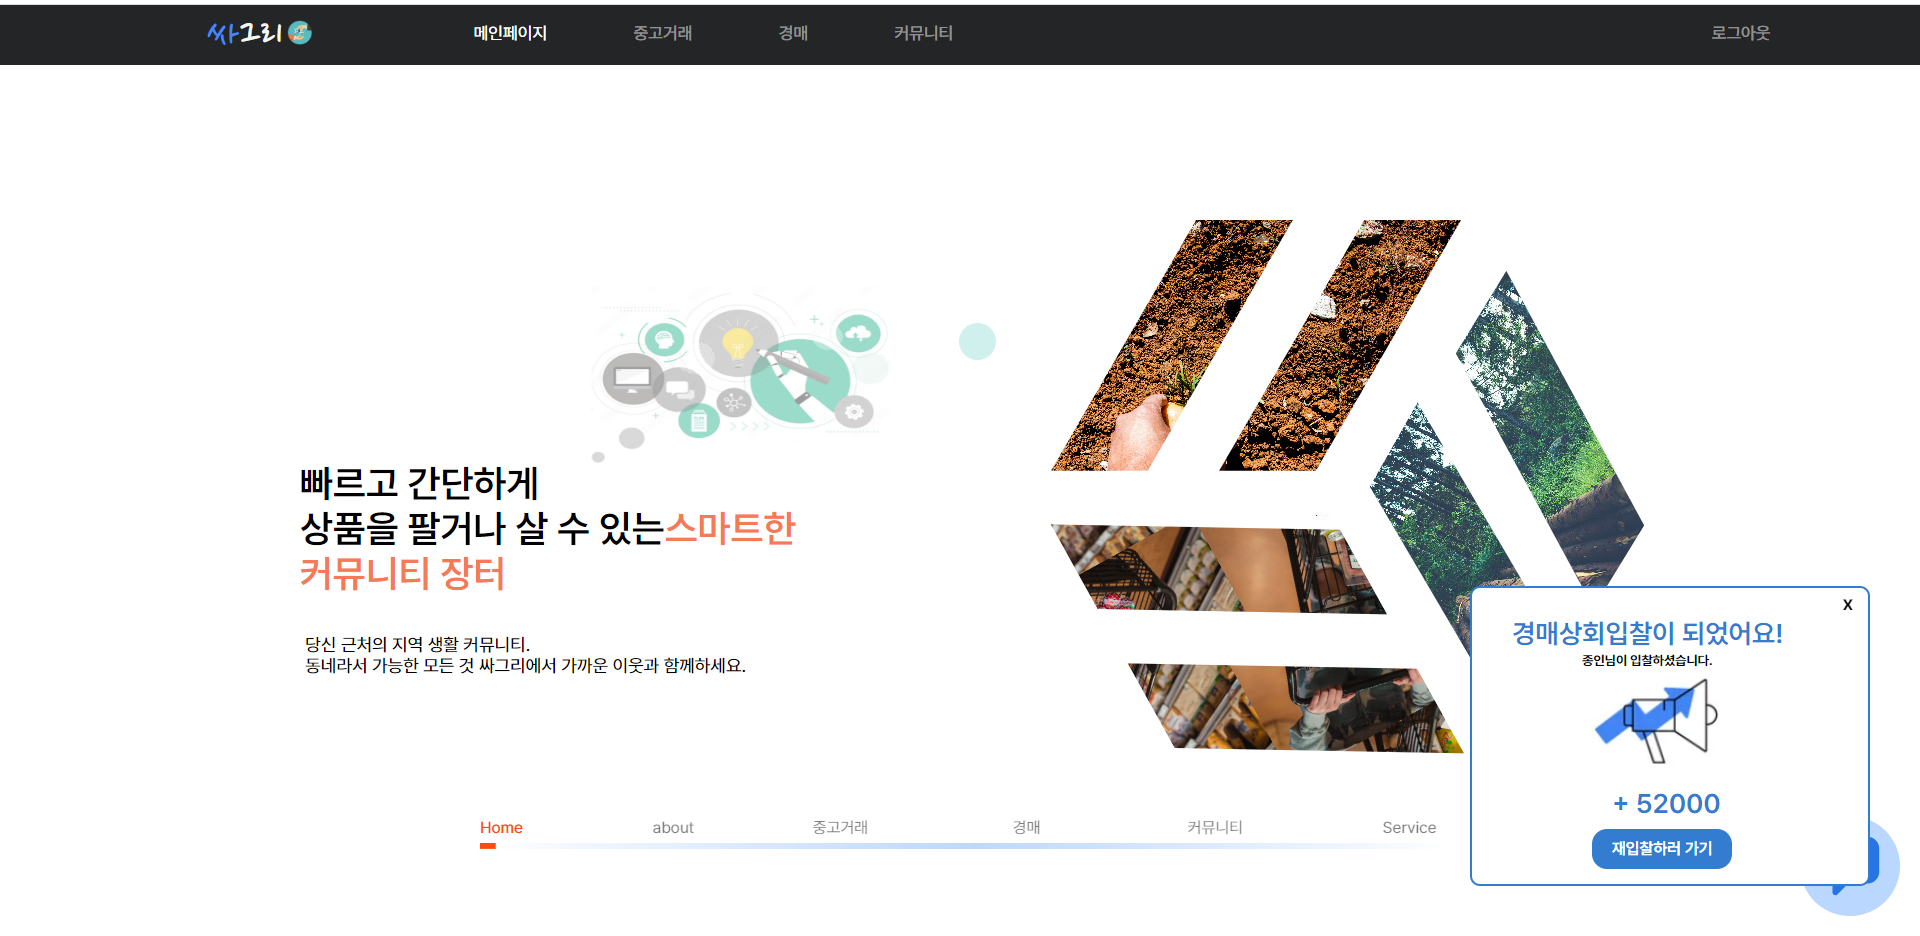 싸그리
메인페이지
중고거래
경매
커뮤니티
로그아웃
빠르고 간단하게
상품을 팔거나 살 수 있는스마트한
커뮤니티 장터
당신 근처의 지역 생활 커뮤니티.
동네라서 가능한 모든 것 싸그리에서 가까운 이웃과 함께하세요.
X
경매상회입찰이 되었어요!
종인님이 입찰하셨습니다.
+ 52000
재입찰하러 가기
Home
about
중고거래
경매
커뮤니티
Service